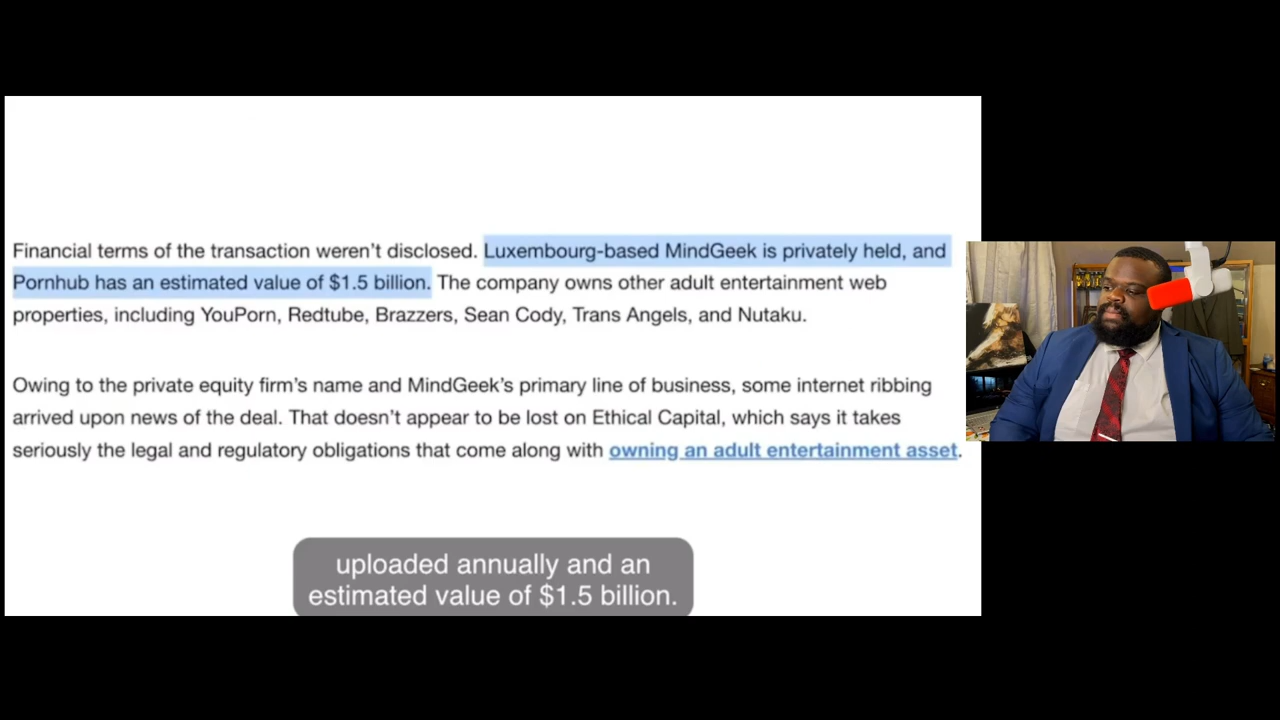 Financial terms of the transaction weren't disclosed. Luxembourg-based MindGeek is privately held, and
Pornhub has an estimated value of $1.5 billion. The company owns other adult entertainment web
properties, including YouPorn, Redtube, Brazzers, Sean Cody, Trans Angels, and Nutaku.
Owing to the private equity firm's name and MindGeek's primary line of business, some internet ribbing
arrived upon news of the deal. That doesn't appear to be lost on Ethical Capital, which says it takes
seriously the legal and regulatory obligations that come along with owning an adult entertainment asset.
uploaded annually and an
estimated value of $1.5 billion.